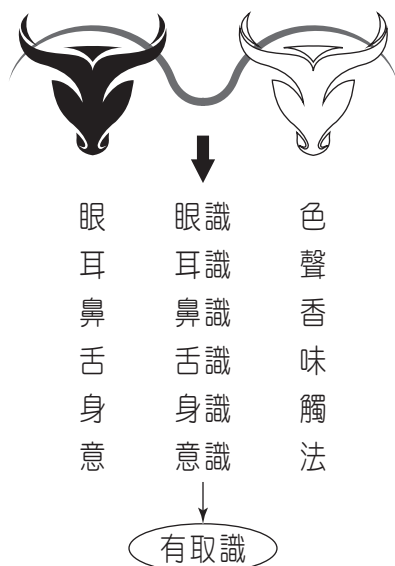 眼 眼識 色
耳 耳識 聲
鼻 鼻識 香
舌 舌識 味
身 身識 觸
意 意識 法
有取識